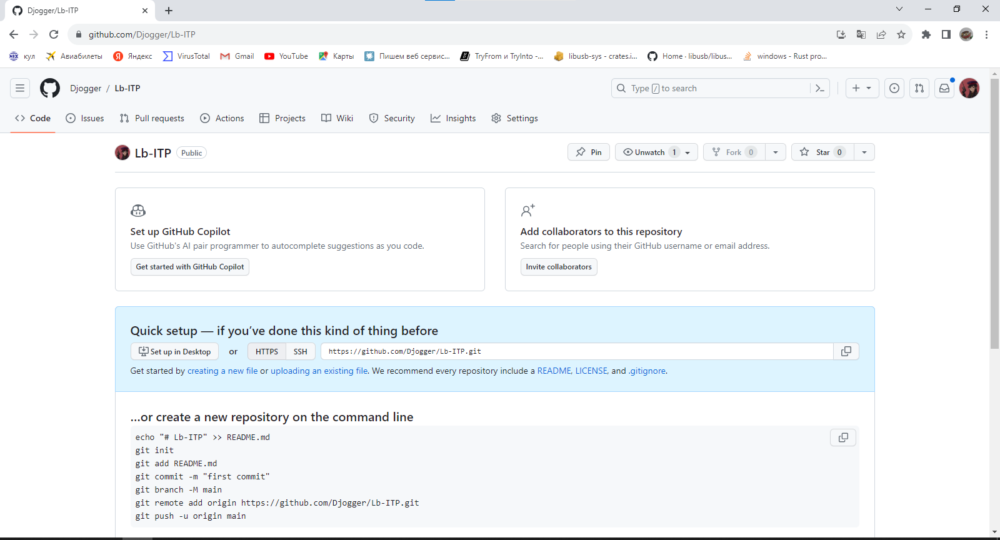 Djogger/Lb-ITP
github.com/Djogger/Lb-ITP
кул Авиабилеты Яндекс VirusTotal Gmail YouTube Карты Пишем веб сервис... TryFrom и TryInto -... libusb-sys - crates.i... Home · libusb/libus... windows - Rust pro...
Djogger / Lb-ITP Type / to search
Code Issues Pull requests Actions Projects Wiki Security Insights Settings
Lb-ITP Public Pin Unwatch 1 Fork 0 Star 0
Set up GitHub Copilot
Use GitHub's AI pair programmer to autocomplete suggestions as you code.
Get started with GitHub Copilot
Add collaborators to this repository
Search for people using their GitHub username or email address.
Invite collaborators
Quick setup — if you’ve done this kind of thing before
Set up in Desktop or HTTPS SSH https://github.com/Djogger/Lb-ITP.git
Get started by creating a new file or uploading an existing file. We recommend every repository include a README, LICENSE, and .gitignore.
...or create a new repository on the command line
echo "# Lb-ITP" >> README.md
git init
git add README.md
git commit -m "first commit"
git branch -M main
git remote add origin https://github.com/Djogger/Lb-ITP.git
git push -u origin main